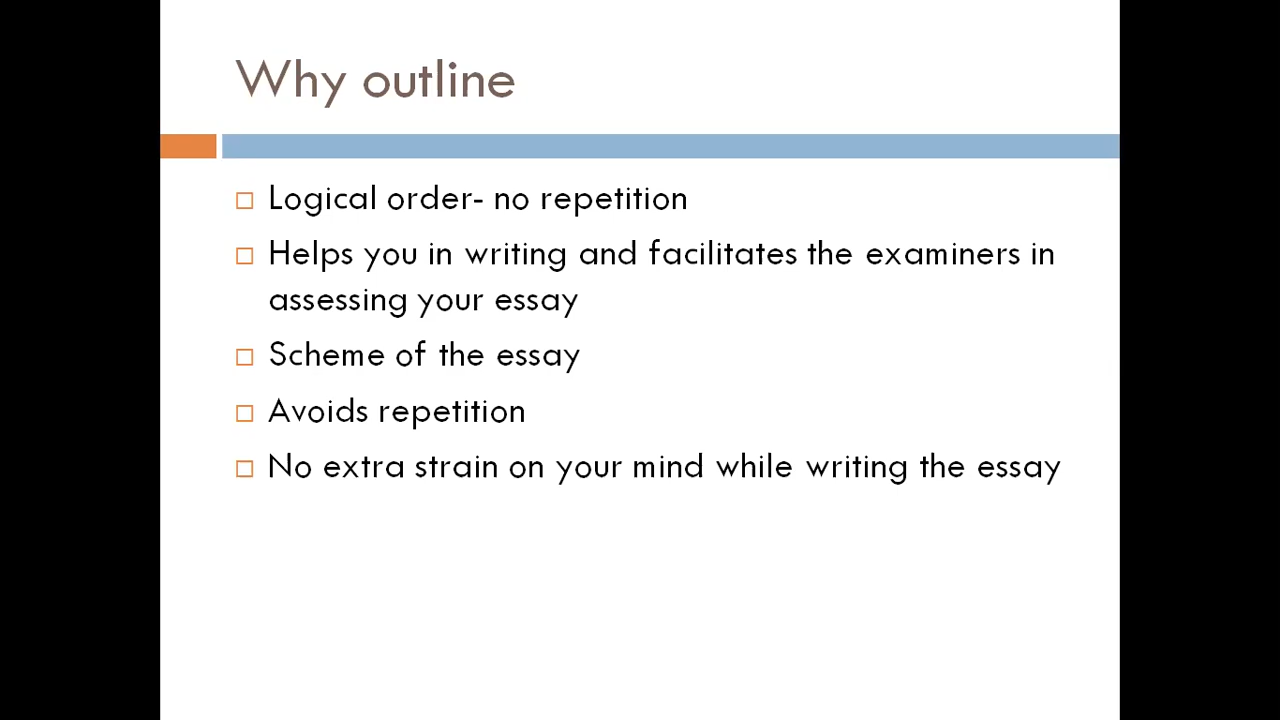 Why outline
Logical order- no repetition
Helps you in writing and facilitates the examiners in
assessing your essay
Scheme of the essay
Avoids repetition
No extra strain on your mind while writing the essay